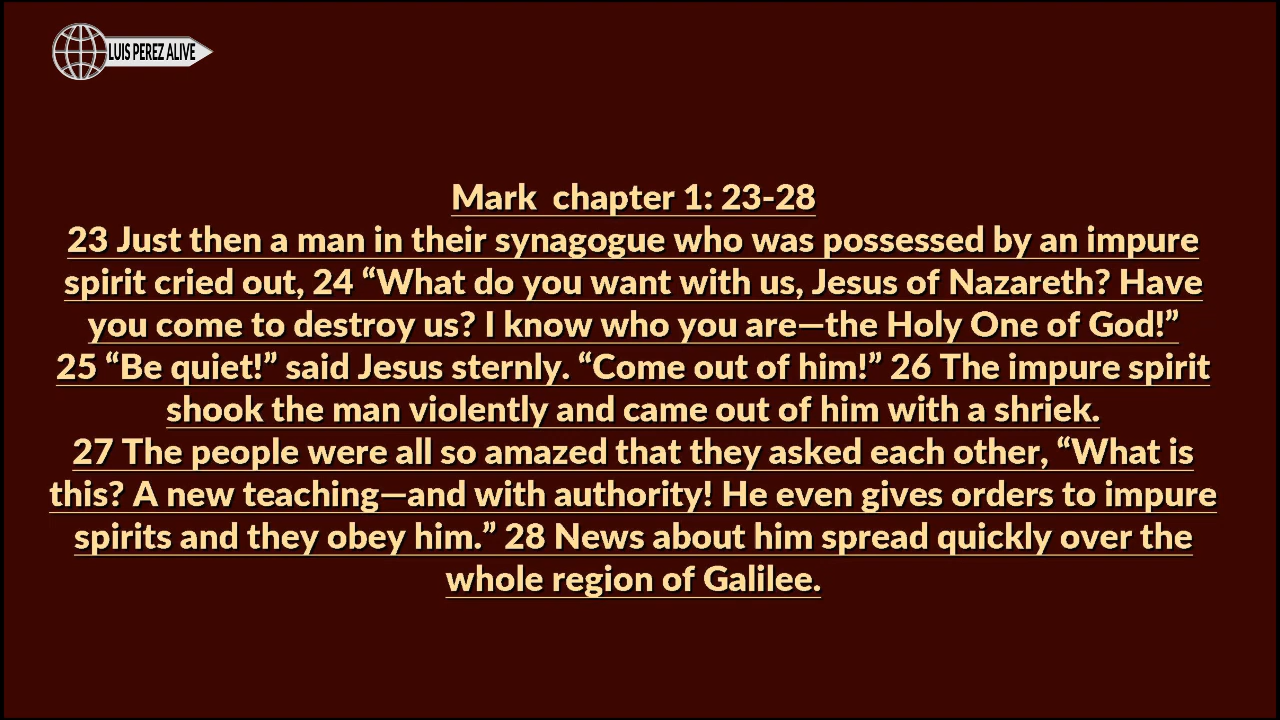 LUIS PEREZ ALIVE
Mark  chapter 1: 23-28
23 Just then a man in their synagogue who was possessed by an impure
spirit cried out, 24 “What do you want with us, Jesus of Nazareth? Have
you come to destroy us? I know who you are—the Holy One of God!”
25 “Be quiet!” said Jesus sternly. “Come out of him!” 26 The impure spirit
shook the man violently and came out of him with a shriek.
27 The people were all so amazed that they asked each other, “What is
this? A new teaching—and with authority! He even gives orders to impure
spirits and they obey him.” 28 News about him spread quickly over the
whole region of Galilee.